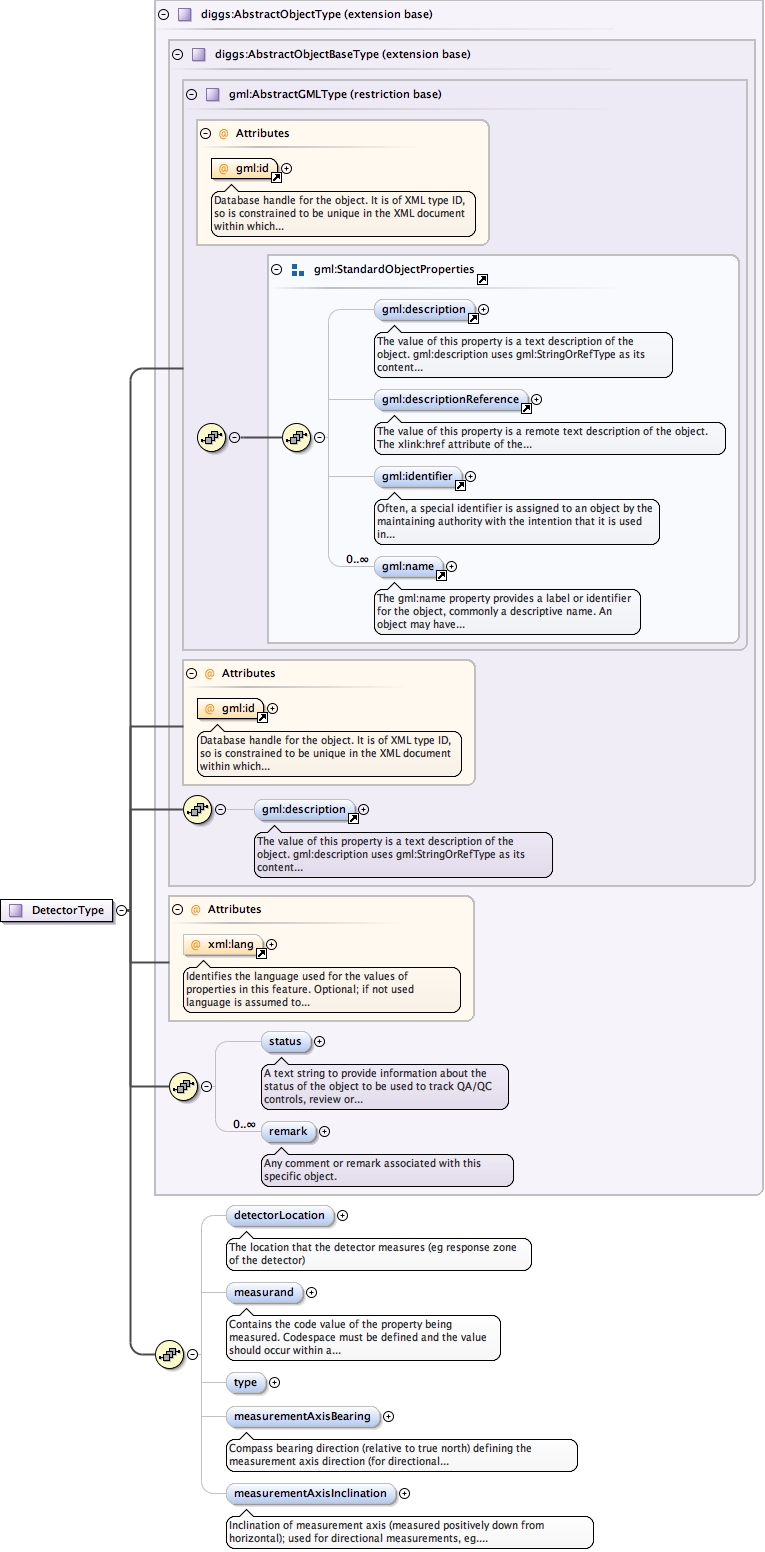 diggs:AbstractObjectType (extension base)
diggs:AbstractObjectBaseType (extension base)
gml:AbstractGMLType (restriction base)
@ Attributes
@ gml:id
Database handle for the object. It is of XML type ID,
so is constrained to be unique in the XML document
within which...
gml:StandardObjectProperties
gml:description
The value of this property is a text description of the
object. gml:description uses gml:StringOrRefType as its
content...
gml:descriptionReference
The value of this property is a remote text description of the object.
The xlink:href attribute of the...
gml:identifier
Often, a special identifier is assigned to an object by the
maintaining authority with the intention that it is used
in...
0..∞
gml:name
The gml:name property provides a label or identifier
for the object, commonly a descriptive name. An
object may have...
@ Attributes
@ gml:id
Database handle for the object. It is of XML type ID,
so is constrained to be unique in the XML document
within which...
gml:description
The value of this property is a text description of the
object. gml:description uses gml:StringOrRefType as its
content...
DetectorType
@ Attributes
@ xml:lang
Identifies the language used for the values of
properties in this feature. Optional; if not used
language is assumed to...
status
A text string to provide information about the
status of the object to be used to track QA/QC
controls, review or...
0..∞
remark
Any comment or remark associated with this
specific object.
detectorLocation
The location that the detector measures (eg response zone
of the detector)
measurand
Contains the code value of the property being
measured. Codespace must be defined and the value
should occur within a...
type
measurementAxisBearing
Compass bearing direction (relative to true north) defining the
measurement axis direction (for directional...
measurementAxisInclination
Inclination of measurement axis (measured positively down from
horizontal); used for directional measurements, eg....